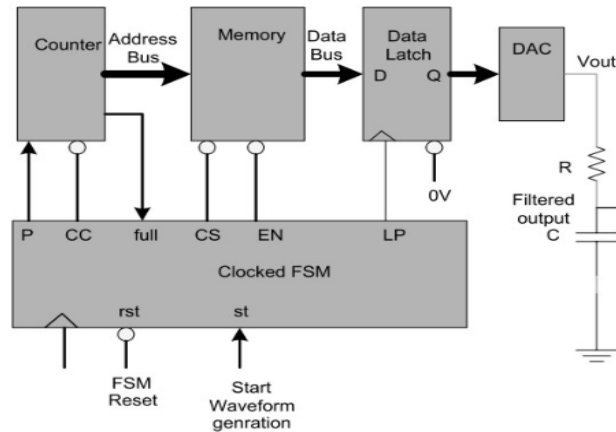 Counter
Address
Bus
Memory
Data
Bus
Data
Latch
D
Q
DAC
Vout
R
Filtered
output
C
0V
P
CC
full
CS
EN
LP
Clocked FSM
rst
st
FSM
Reset
Start
Waveform
genration